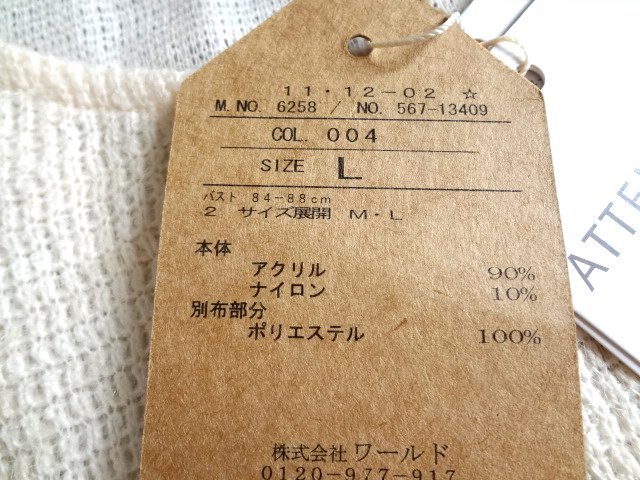 11・12-02 ☆
M.NO. 6258 / NO. 567-13409
COL. 004
SIZE L
バスト 84-88cm
2 サイズ展開 M・L
本体
アクリル 90%
ナイロン 10%
別布部分
ポリエステル 100%
株式会社 ワールド
0120-977-917
ATTE